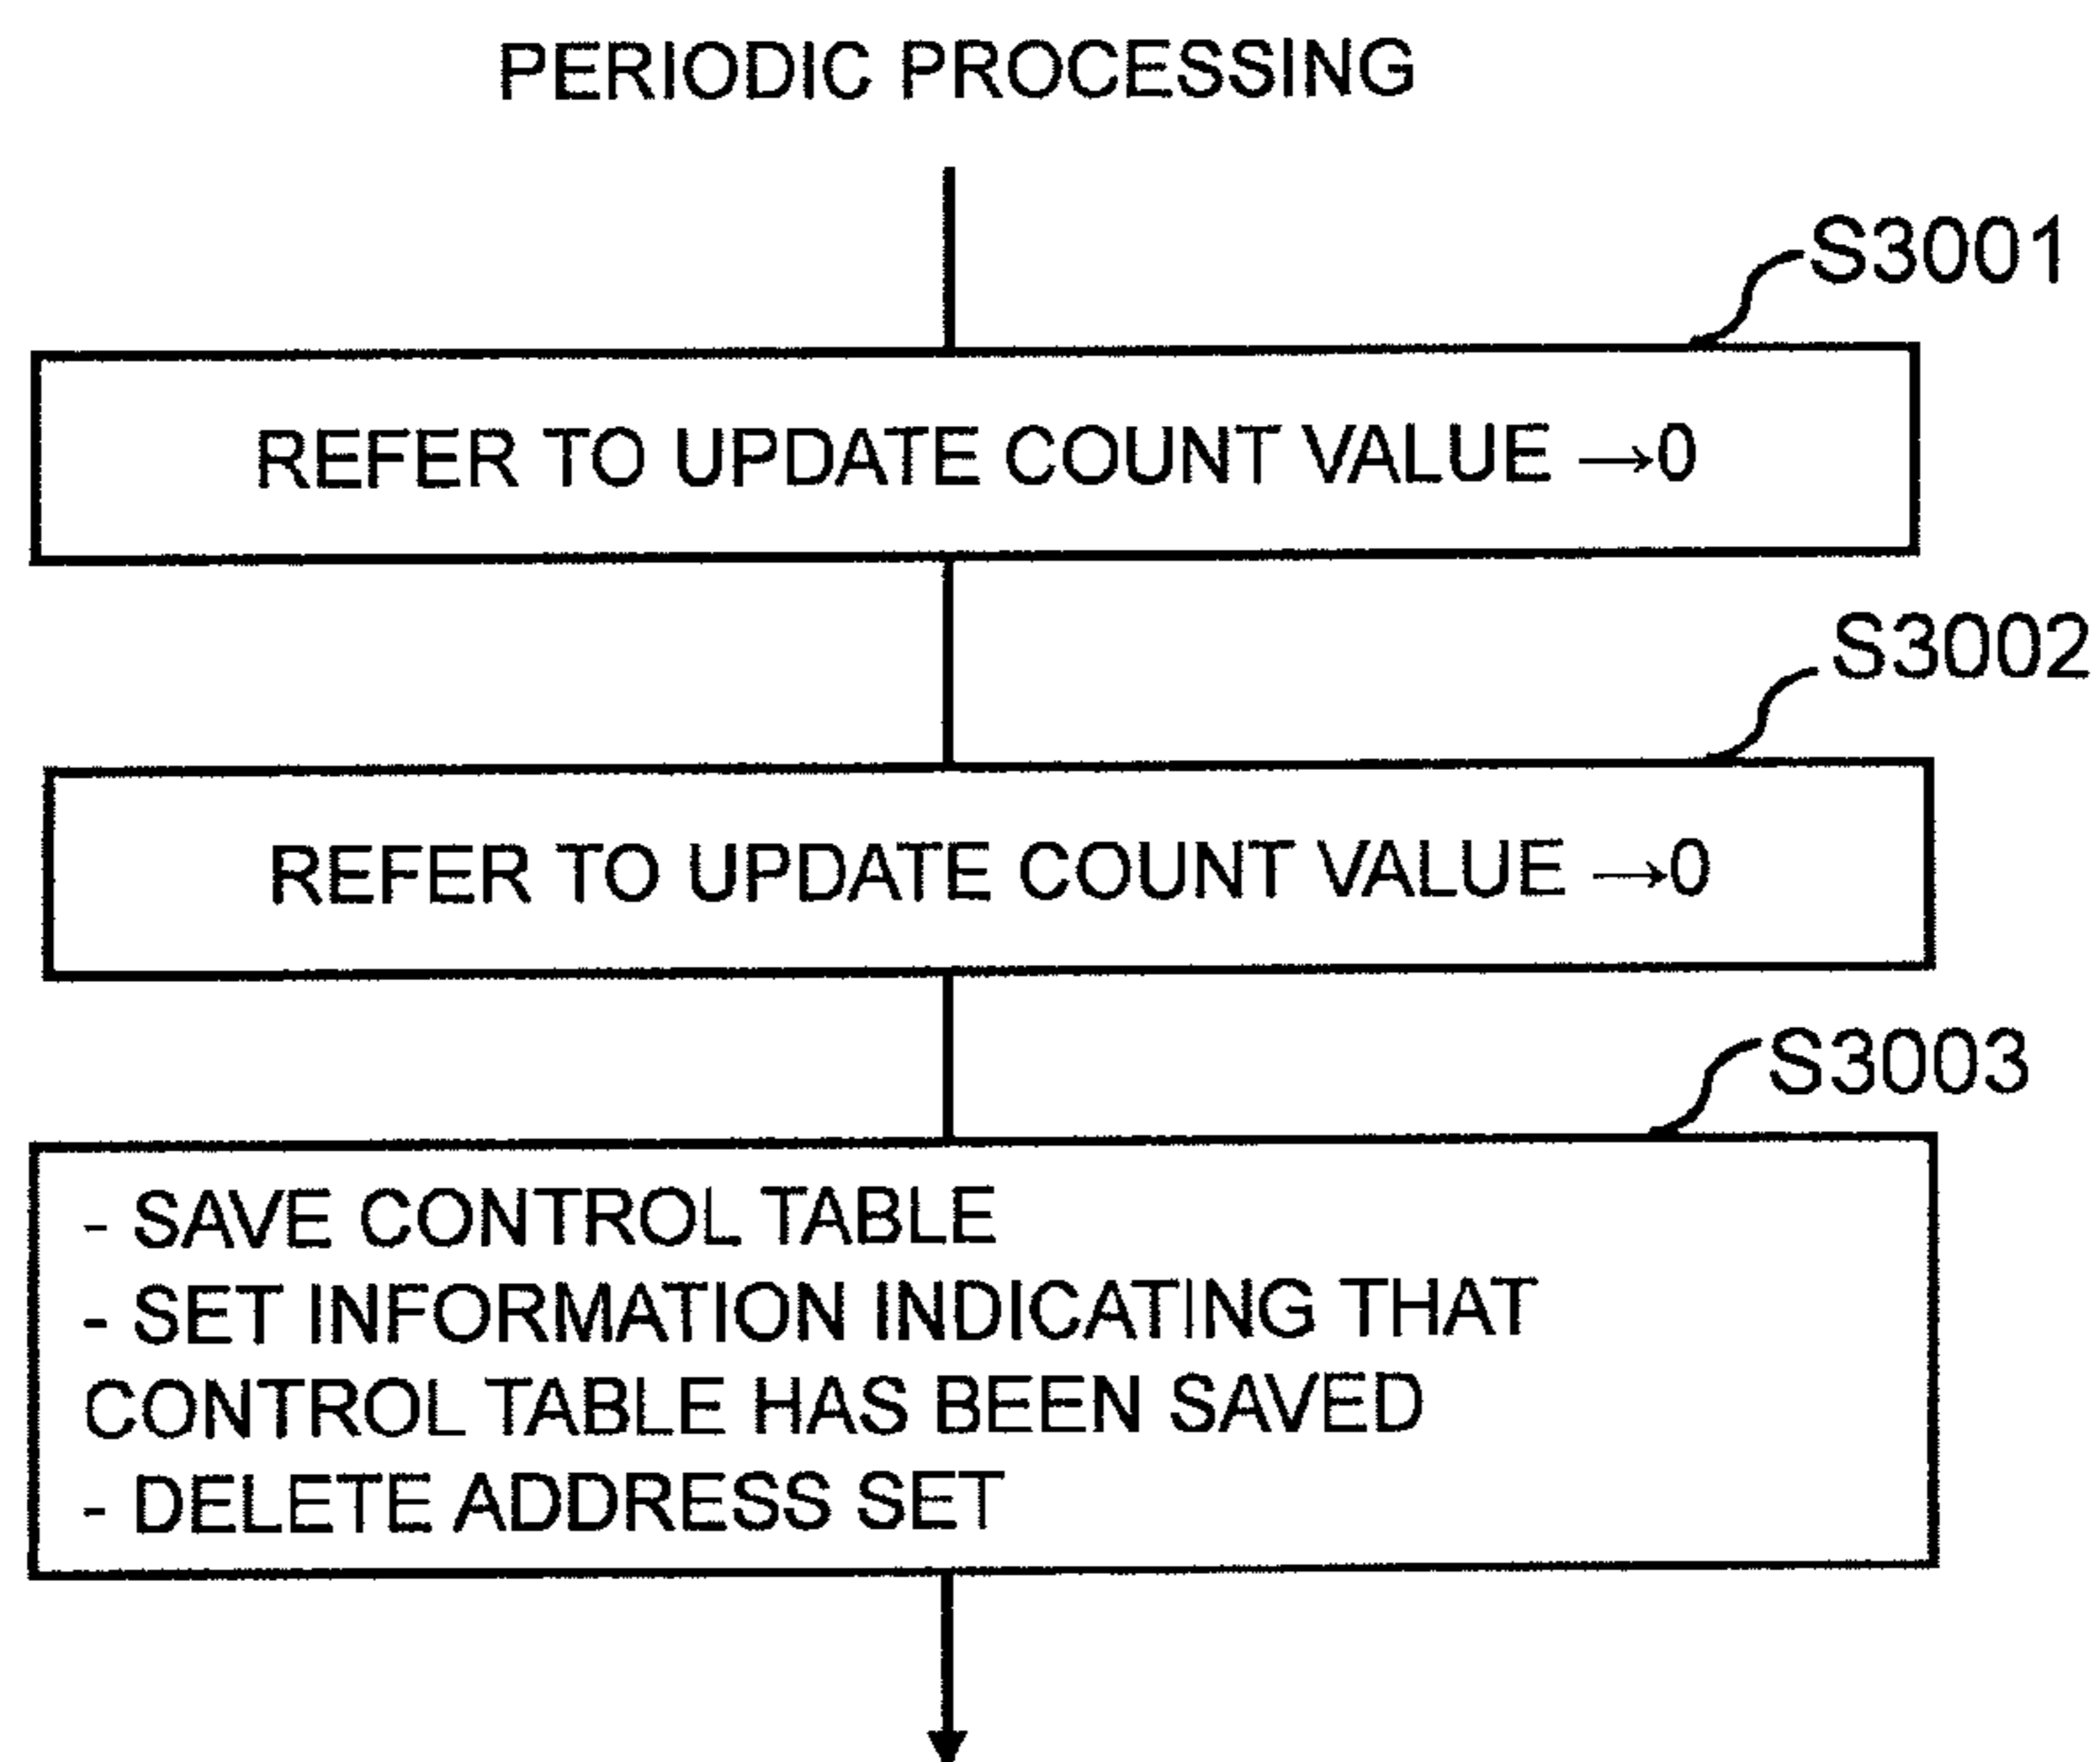 PERIODIC PROCESSING
S3001
REFER TO UPDATE COUNT VALUE →0
S3002
REFER TO UPDATE COUNT VALUE →0
S3003
- SAVE CONTROL TABLE
- SET INFORMATION INDICATING THAT
CONTROL TABLE HAS BEEN SAVED
- DELETE ADDRESS SET